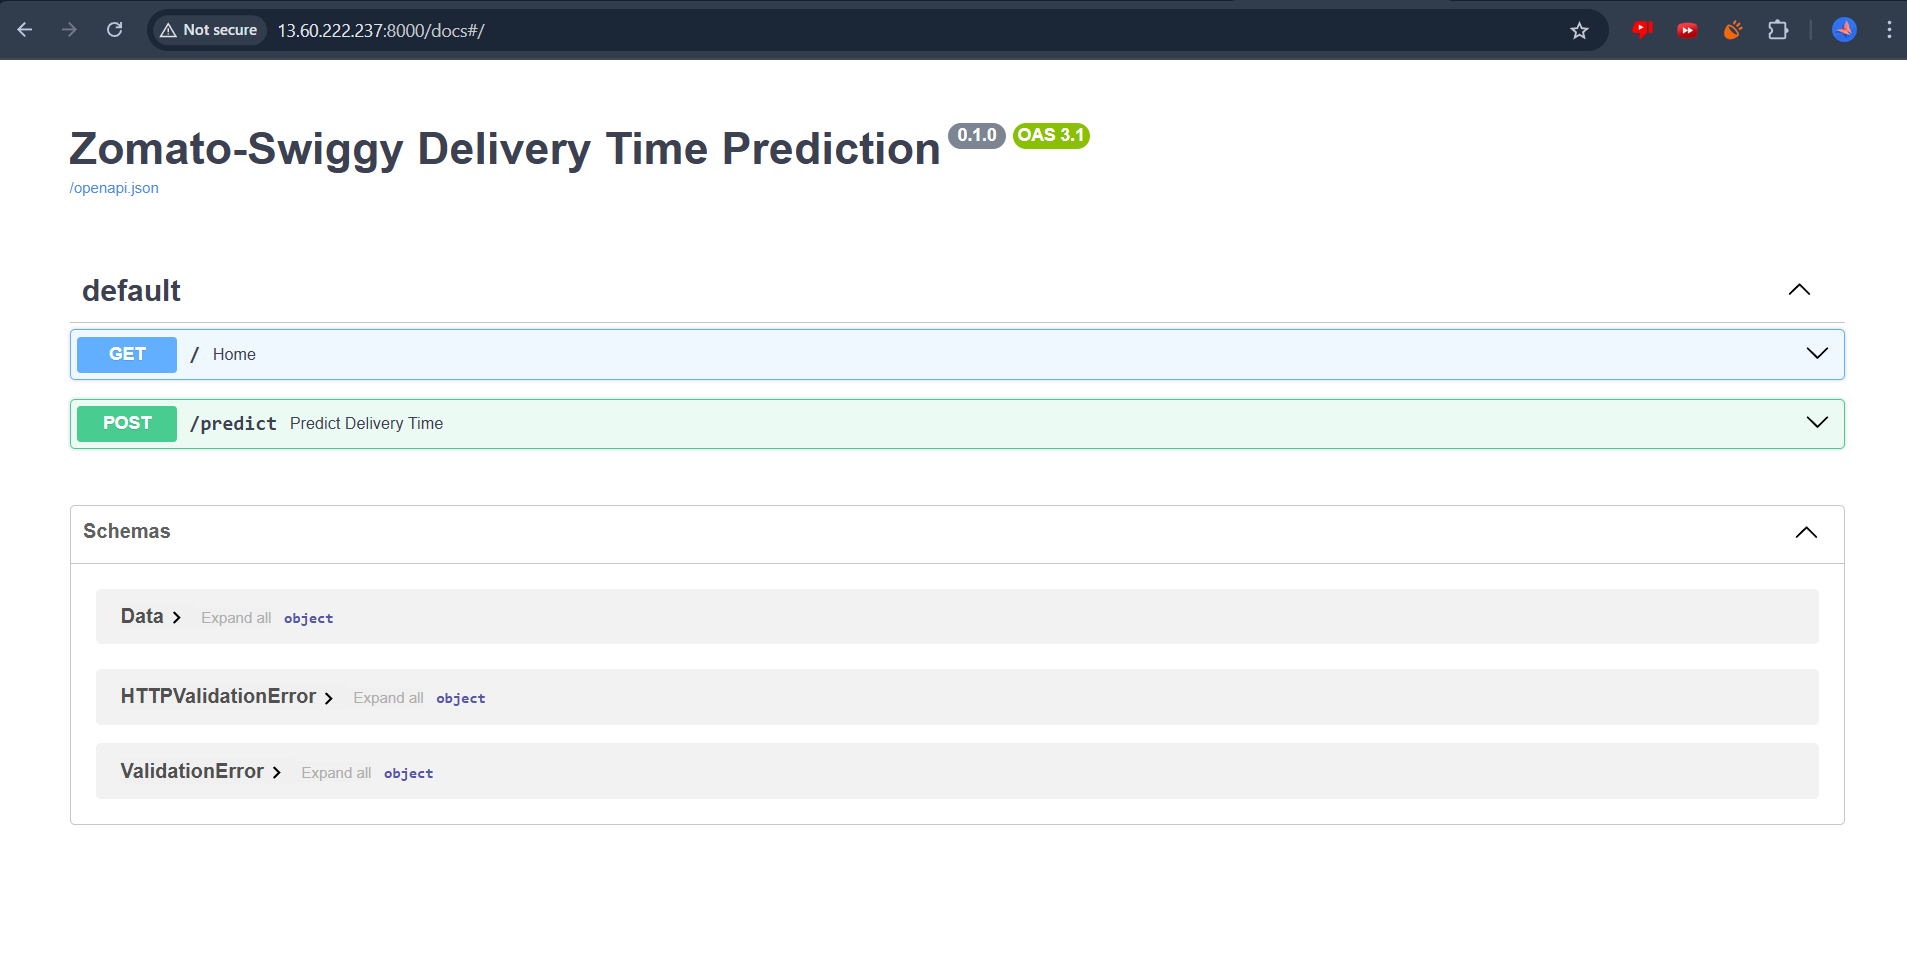 Not secure 13.60.222.237:8000/docs#/
Zomato-Swiggy Delivery Time Prediction 0.1.0 OAS 3.1
/openapi.json
default
GET / Home
POST /predict Predict Delivery Time
Schemas
Data Expand all object
HTTPValidationError Expand all object
ValidationError Expand all object